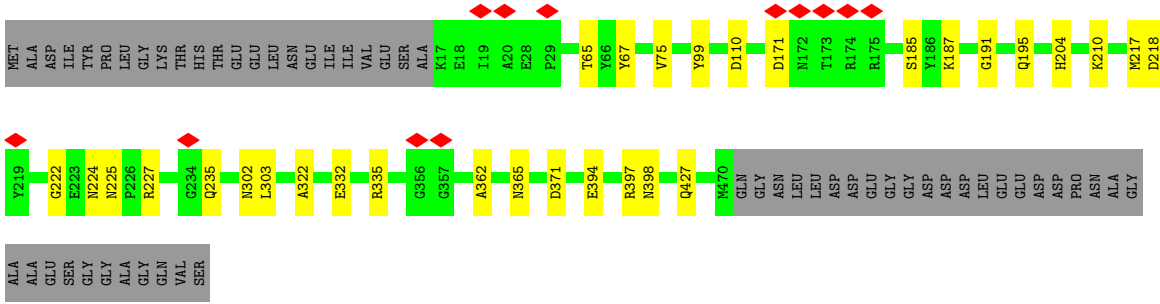 MET ALA ASP ILE TYR PRO LEU GLY LYS THR HIS THR GLU GLU LEU ASN GLU ILE ILE VAL GLU SER ALA K17 E18 I19 A20 E28 P29 T65 Y66 Y67 V75 Y99 D110 D171 N172 T173 R174 R175 S185 Y186 K187 G191 Q195 H204 K210 M217 D218
Y219 G222 E223 N224 N225 P226 R227 G234 Q235 N302 L303 A322 E332 R335 G356 G357 A362 N365 D371 E394 R397 N398 Q427 M470 GLN GLY ASN LEU LEU ASP ASP GLU GLY GLY ASP ASP ASP LEU GLU GLU ASP ASP PRO ASN ALA GLY
ALA ALA GLU SER GLY GLY ALA GLY GLN VAL SER